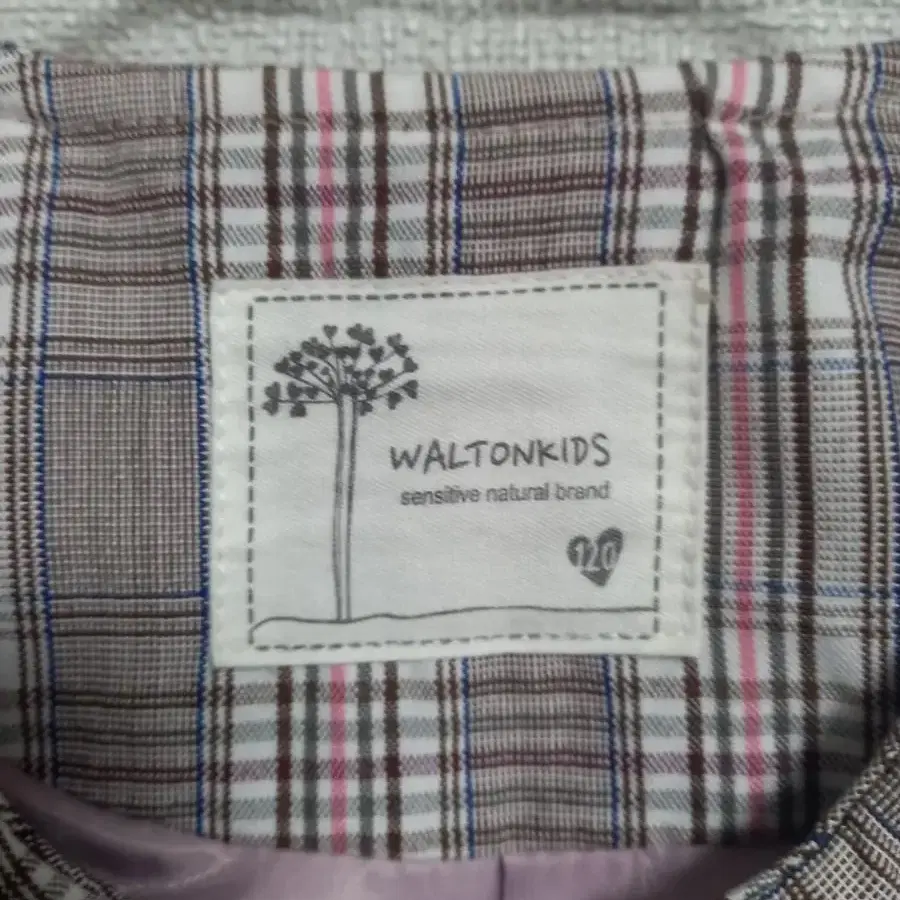 WALTONKIDS
sensitive natural brand
120